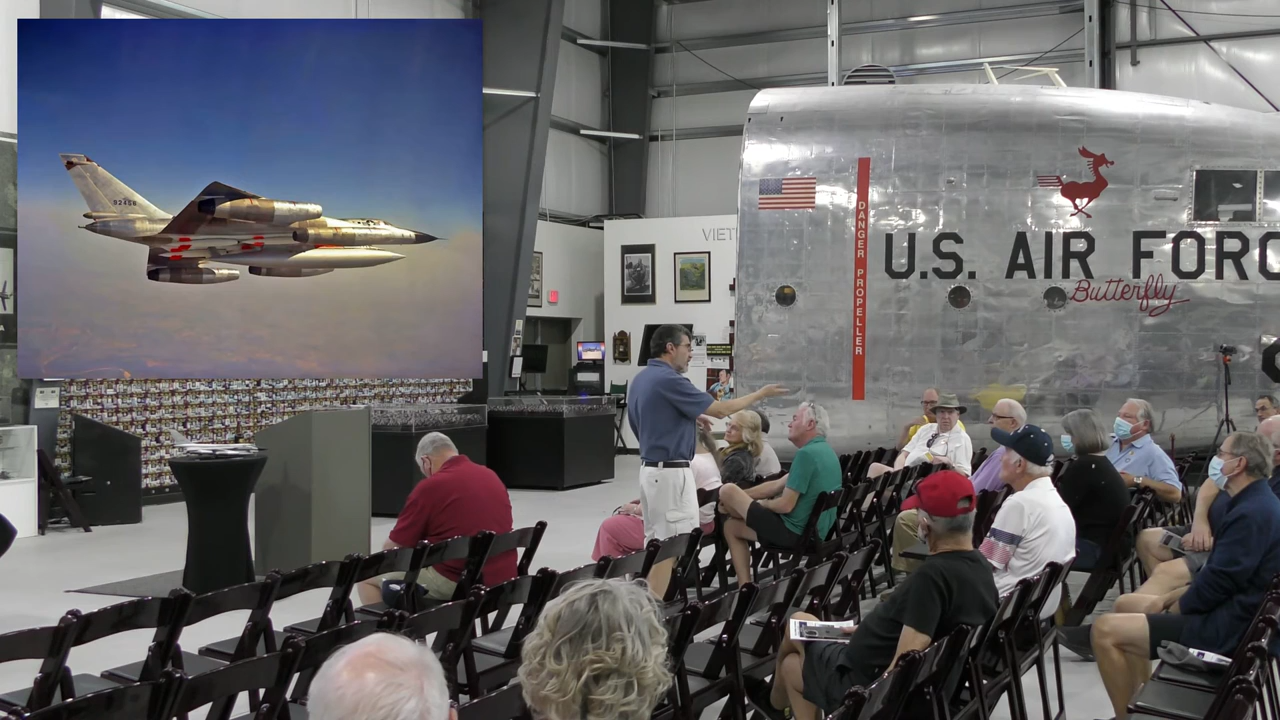 92458
VIET
DANGER PROPELLER
U.S. AIR FORC
Butterfly